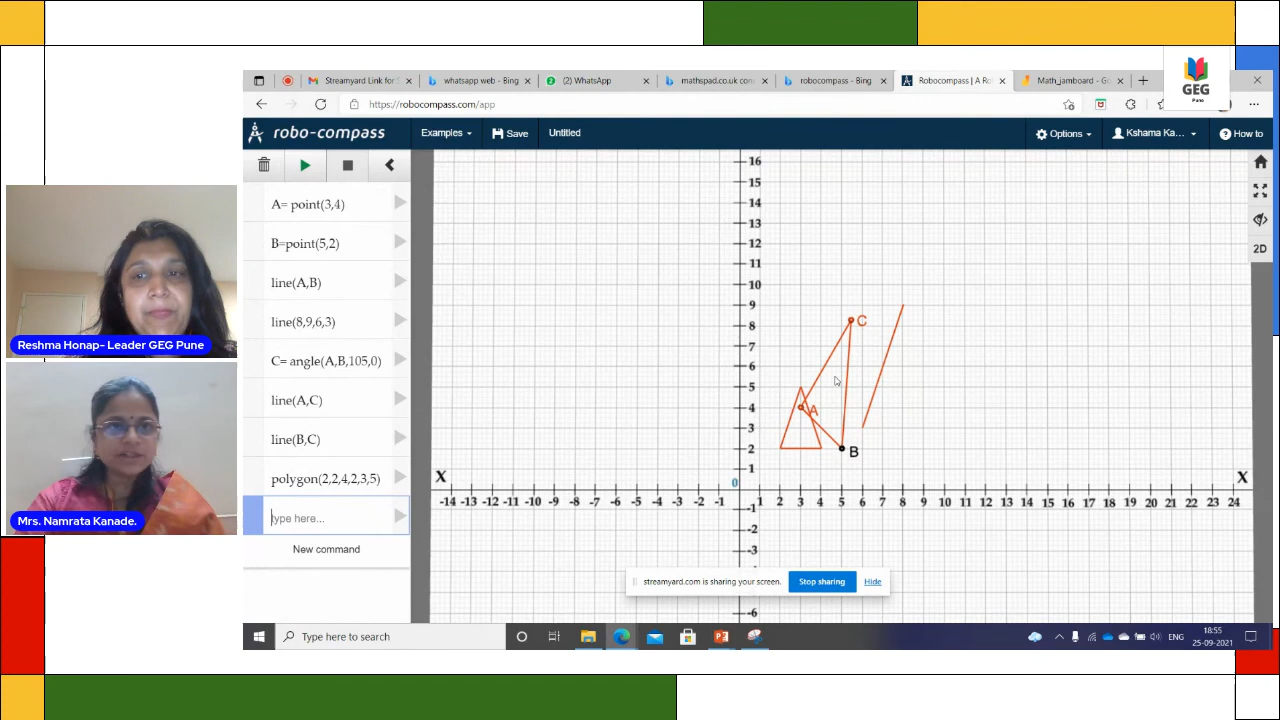 Streamyard Link for S
whatsapp web - Bing
(2) WhatsApp
mathspad.co.uk con
robocompass - Bing
Robocompass | A Ro
Math_jamboard - Go
GEG
Pune
https://robocompass.com/app
robo-compass
Examples
Save
Untitled
Options
Kshama Ka...
How to
A= point(3,4)
B=point(5,2)
line(A,B)
line(8,9,6,3)
C= angle(A,B,105,0)
line(A,C)
line(B,C)
polygon(2,2,4,2,3,5)
type here...
New command
2D
16
15
14
13
12
11
10
9
8
7
6
5
4
3
2
1
0
-1
-2
-3
-6
C
A
B
X
X
-14 -13 -12 -11 -10 -9 -8 -7 -6 -5 -4 -3 -2 -1 1 2 3 4 5 6 7 8 9 10 11 12 13 14 15 16 17 18 19 20 21 22 23 24
streamyard.com is sharing your screen.
Stop sharing
Hide
Reshma Honap- Leader GEG Pune
Mrs. Namrata Kanade.
Type here to search
ENG
18:55
25-09-2021